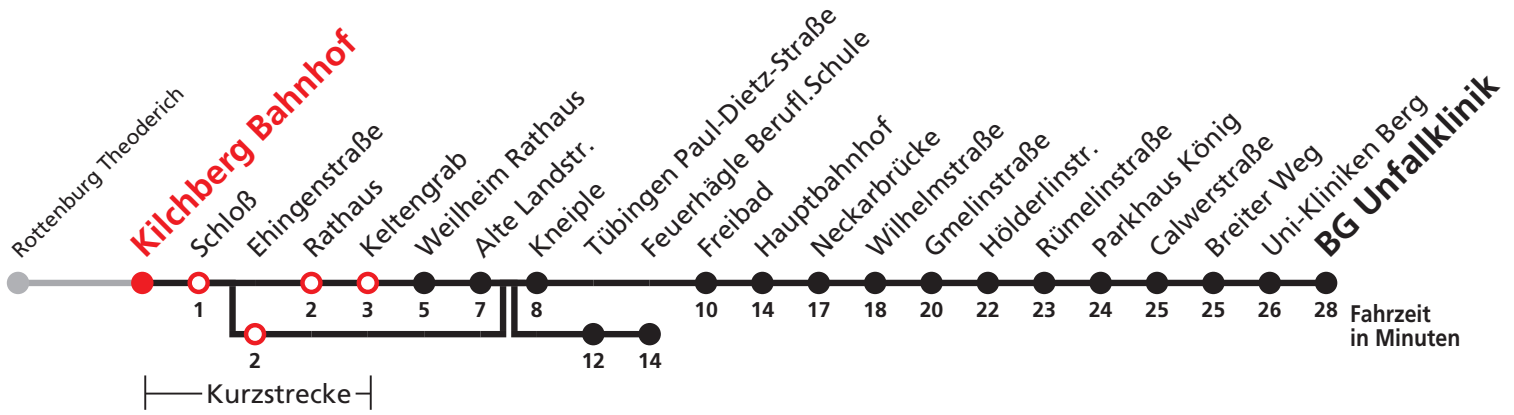 Rottenburg Theoderich
Kilchberg Bahnhof
Schloß
Ehingenstraße
Rathaus
Keltengrab
Weilheim Rathaus
Alte Landstr.
Kneiple
Tübingen Paul-Dietz-Straße
Feuerhägle Berufl.Schule
Freibad
Hauptbahnhof
Neckarbrücke
Wilhelmstraße
Gmelinstraße
Hölderlinstr.
Rümelinstraße
Parkhaus König
Calwerstraße
Breiter Weg
Uni-Kliniken Berg
BG Unfallklinik
1 2 3 5 7 8 10 14 17 18 20 22 23 24 25 25 26 28
Fahrzeit
in Minuten
2 12 14
Kurzstrecke